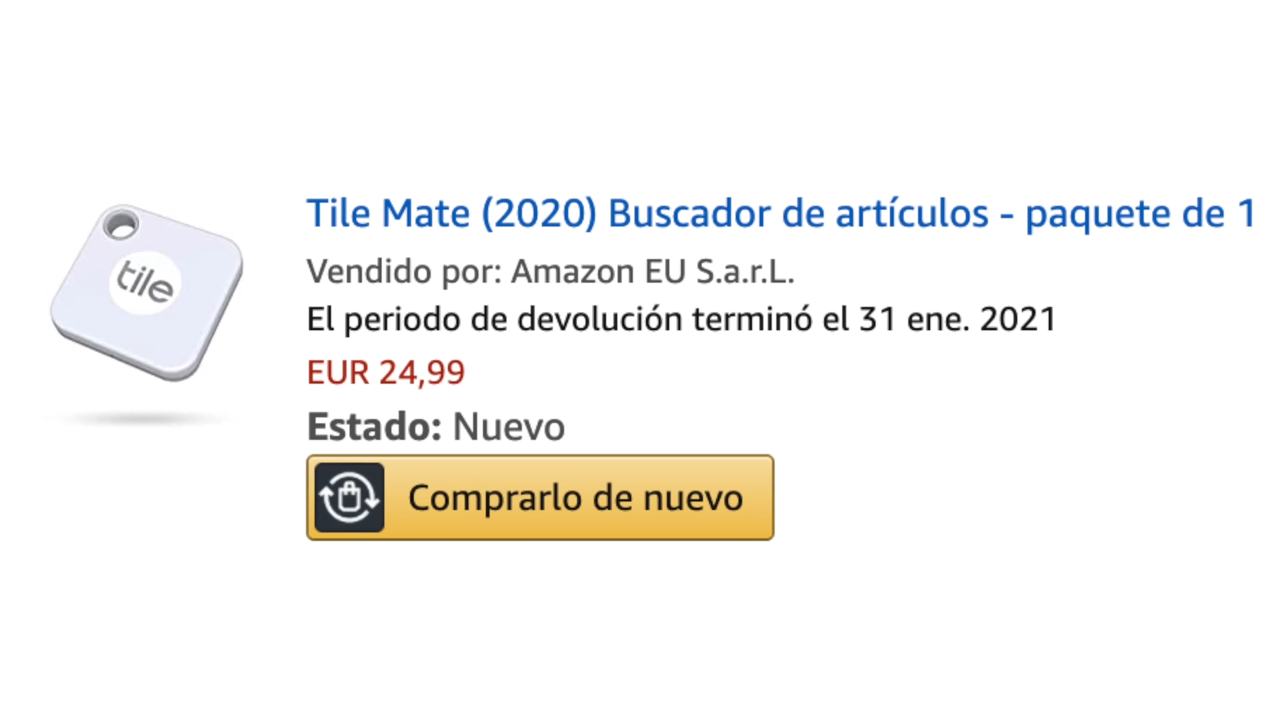 tile
Tile Mate (2020) Buscador de artículos - paquete de 1
Vendido por: Amazon EU S.a.r.L.
El periodo de devolución terminó el 31 ene. 2021
EUR 24,99
Estado: Nuevo
Comprarlo de nuevo